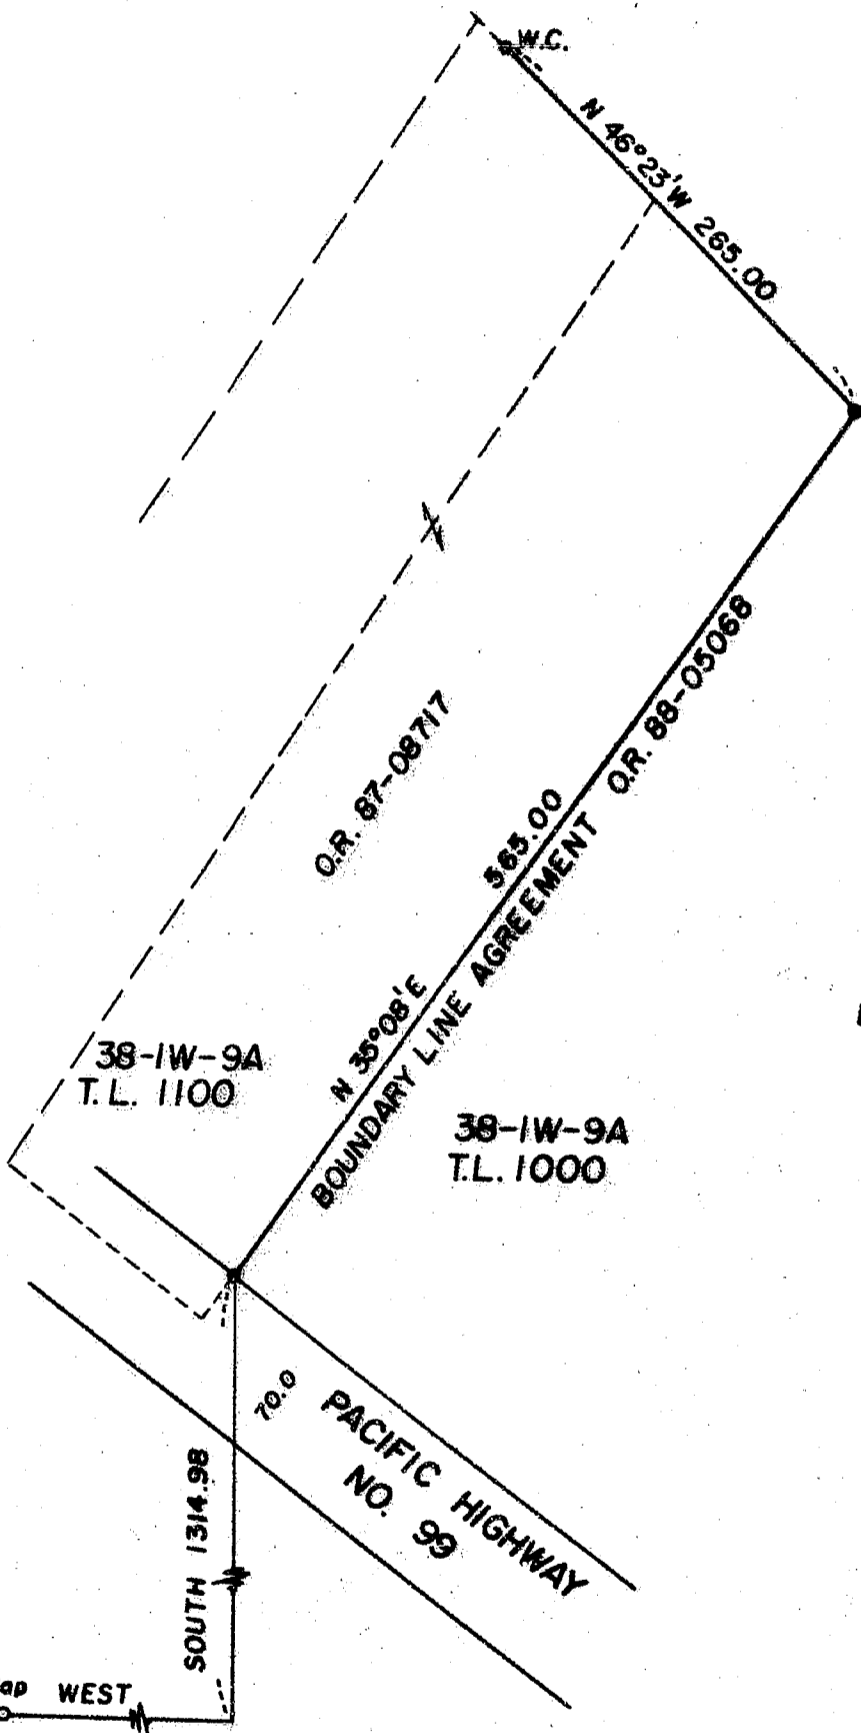 W.C.
N 46°23'W 265.00
O.R. 87-08717
N 35°08'E 565.00
BOUNDARY LINE AGREEMENT O.R. 88-05068
38-1W-9A
T.L. 1100
38-1W-9A
T.L. 1000
70.0
PACIFIC HIGHWAY
NO. 99
SOUTH 1314.98
WEST